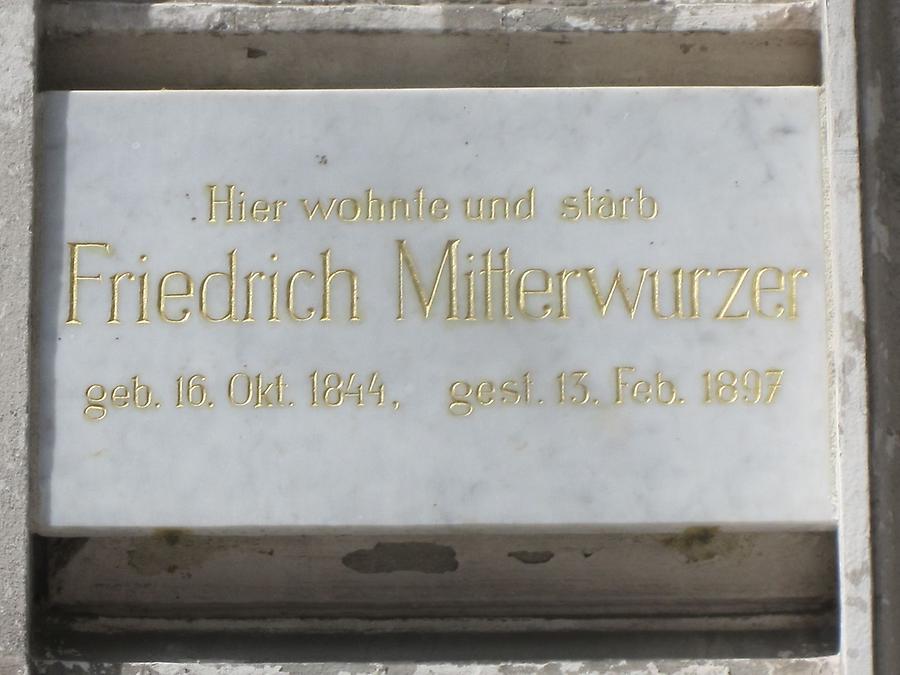 Hier wohnte und starb
Friedrich Mitterwurzer
geb. 16. Okt. 1844, gest. 13. Feb. 1897